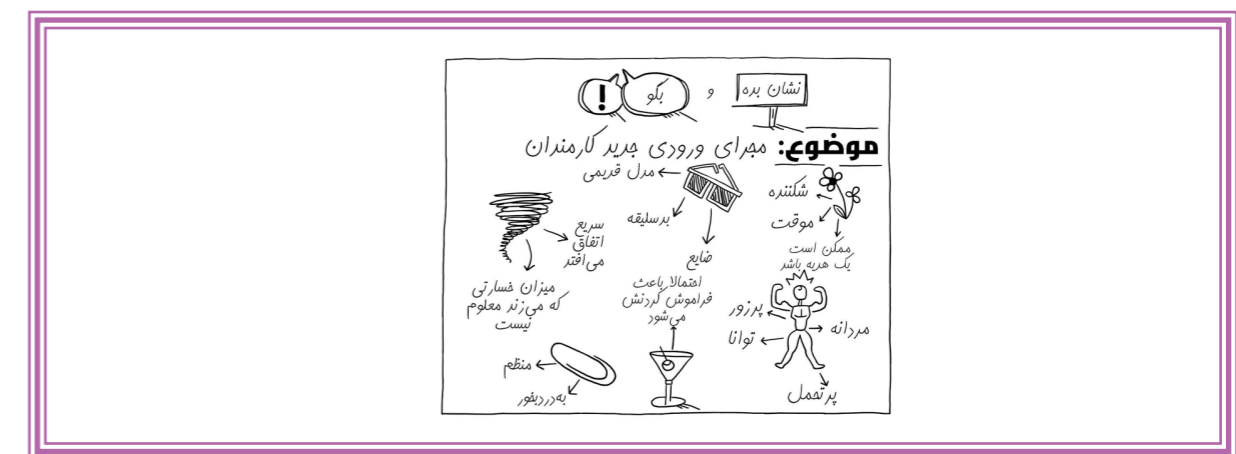 نشان بده و بگو !
موضوع: مجرای ورودی جدید کارمندان
شکننده
موقت
ممکن است
یک هدیه باشد
مدل قدیمی
بدسلیقه
ضایع
سریع
اتفاق
می‌افتد
میزان خسارتی
که می‌زند معلوم
نیست
احتمالا باعث
فراموش کردنش
می‌شود
پرزور
مردانه
توانا
پرتحمل
منظم
به‌دردبخور